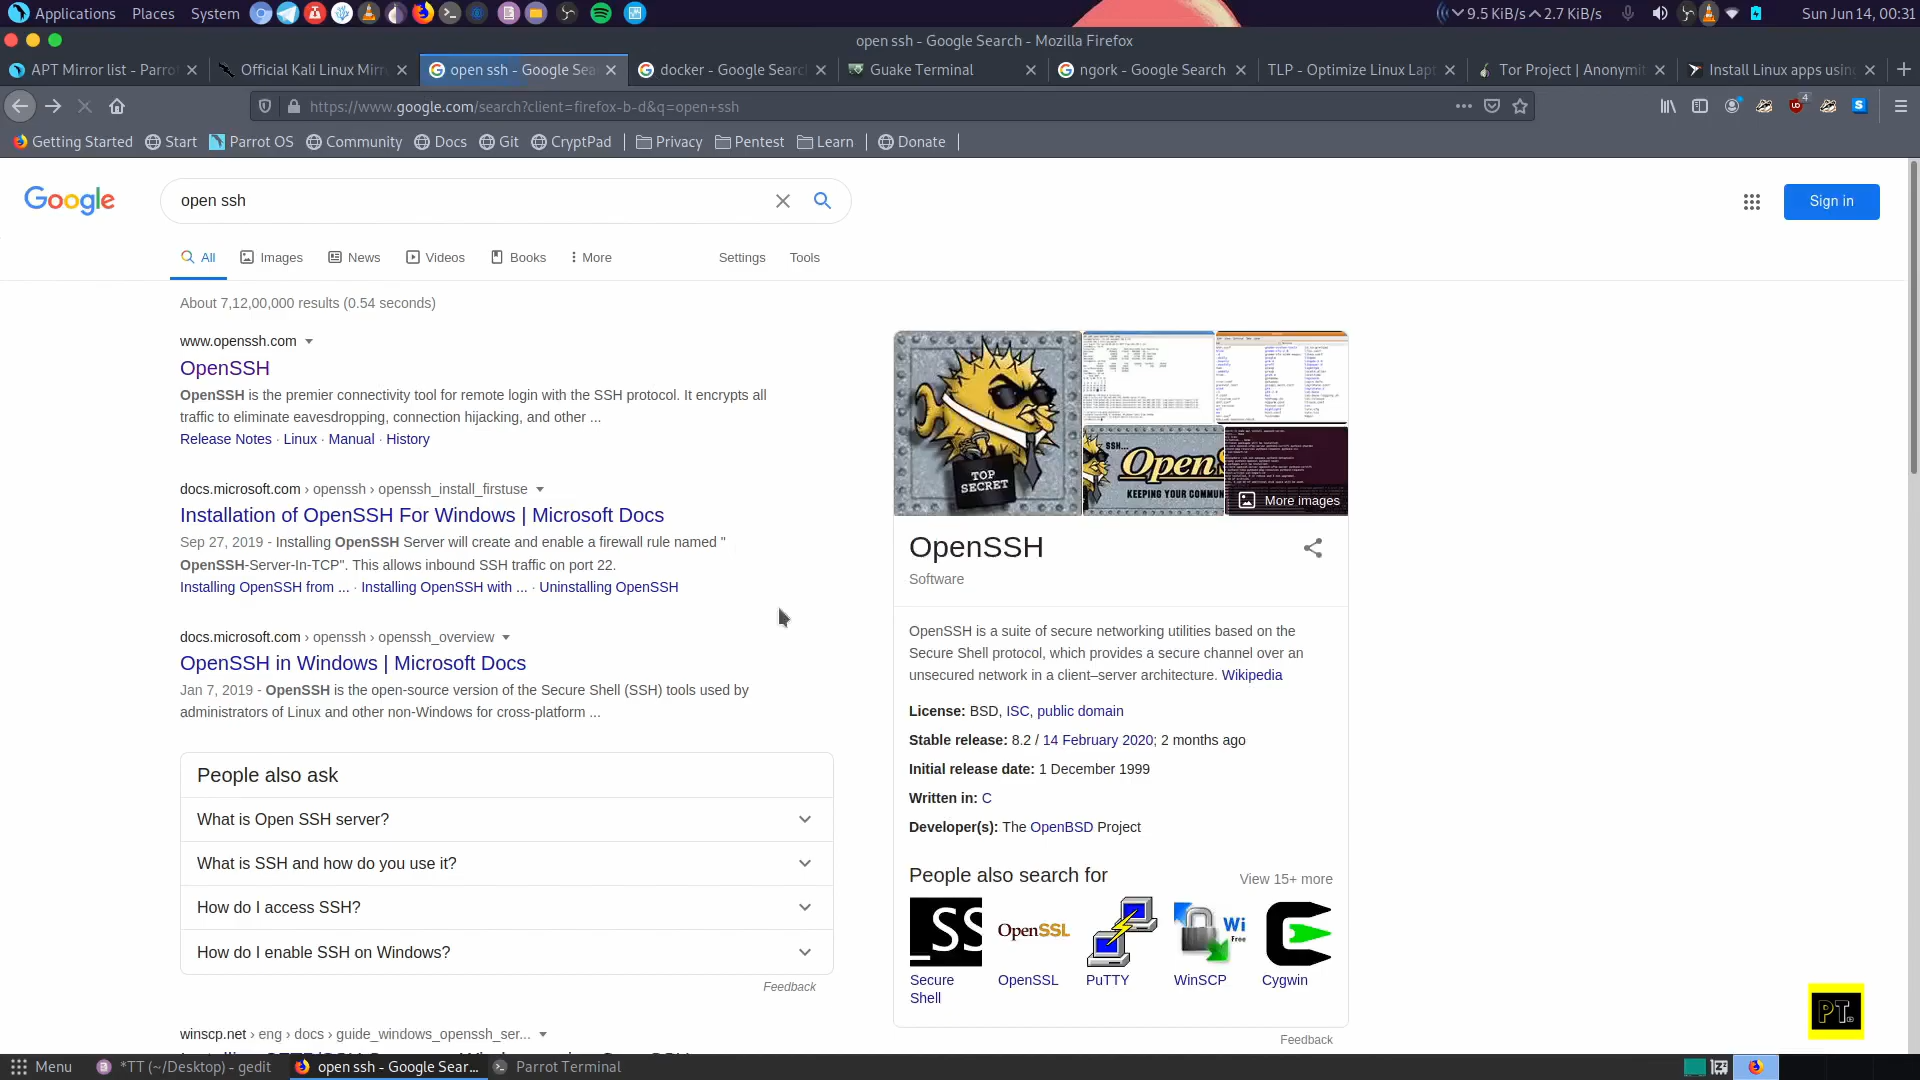 Applications Places System
9.5 KiB/s 2.7 KiB/s
Sun Jun 14, 00:31
open ssh - Google Search - Mozilla Firefox
APT Mirror list - Parro
Official Kali Linux Mirr
open ssh - Google Sea
docker - Google Searc
Guake Terminal
ngork - Google Search
TLP - Optimize Linux Lap
Tor Project | Anonymit
Install Linux apps using
https://www.google.com/search?client=firefox-b-d&q=open+ssh
4
Getting Started Start Parrot OS Community Docs Git CryptPad Privacy Pentest Learn Donate
Google
open ssh
Sign in
All Images News Videos Books More Settings Tools
About 7,12,00,000 results (0.54 seconds)
www.openssh.com
OpenSSH
OpenSSH is the premier connectivity tool for remote login with the SSH protocol. It encrypts all
traffic to eliminate eavesdropping, connection hijacking, and other ...
Release Notes · Linux · Manual · History
docs.microsoft.com › openssh › openssh_install_firstuse
Installation of OpenSSH For Windows | Microsoft Docs
Sep 27, 2019 - Installing OpenSSH Server will create and enable a firewall rule named "
OpenSSH-Server-In-TCP". This allows inbound SSH traffic on port 22.
Installing OpenSSH from ... · Installing OpenSSH with ... · Uninstalling OpenSSH
docs.microsoft.com › openssh › openssh_overview
OpenSSH in Windows | Microsoft Docs
Jan 7, 2019 - OpenSSH is the open-source version of the Secure Shell (SSH) tools used by
administrators of Linux and other non-Windows for cross-platform ...
People also ask
What is Open SSH server?
What is SSH and how do you use it?
How do I access SSH?
How do I enable SSH on Windows?
Feedback
winscp.net › eng › docs › guide_windows_openssh_ser...
TOP
SECRET
SSH...
Open
KEEPING YOUR COMMUN
More images
OpenSSH
Software
OpenSSH is a suite of secure networking utilities based on the
Secure Shell protocol, which provides a secure channel over an
unsecured network in a client–server architecture. Wikipedia
License: BSD, ISC, public domain
Stable release: 8.2 / 14 February 2020; 2 months ago
Initial release date: 1 December 1999
Written in: C
Developer(s): The OpenBSD Project
People also search for
View 15+ more
SS
OpenSSL
Wi
Free
Secure
Shell
OpenSSL
PuTTY
WinSCP
Cygwin
Feedback
PT
Menu
*TT (~/Desktop) - gedit
open ssh - Google Sear...
Parrot Terminal